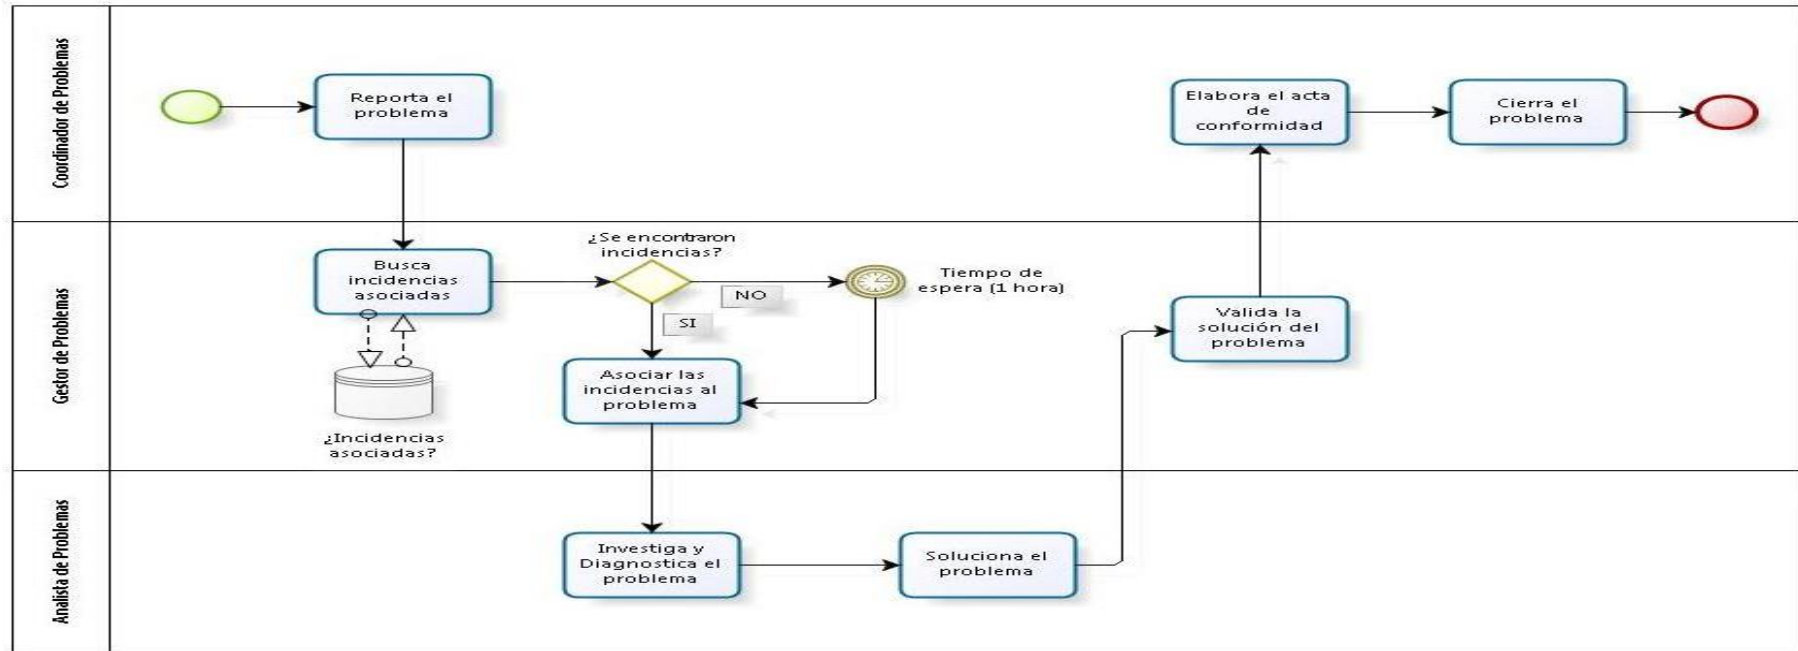 Coordinador de Problemas
Reporta el
problema
Elabora el acta
de
conformidad
Cierra el
problema
Gestor de Problemas
Busca
incidencias
asociadas
¿Incidencias
asociadas?
¿Se encontraron
incidencias?
NO
SI
Tiempo de
espera (1 hora)
Asociar las
incidencias al
problema
Valida la
solución del
problema
Analista de Problemas
Investiga y
Diagnostica el
problema
Soluciona el
problema